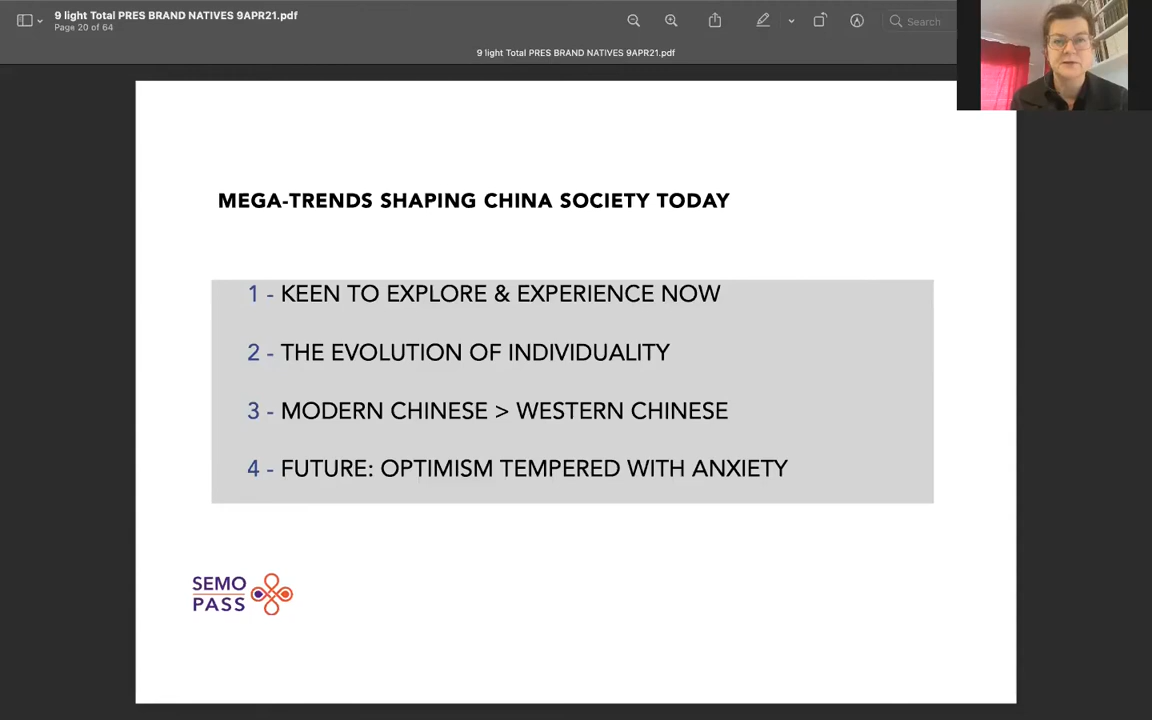 9 light Total PRES BRAND NATIVES 9APR21.pdf
Page 20 of 64
Search
9 light Total PRES BRAND NATIVES 9APR21.pdf
MEGA-TRENDS SHAPING CHINA SOCIETY TODAY
1 - KEEN TO EXPLORE & EXPERIENCE NOW
2 - THE EVOLUTION OF INDIVIDUALITY
3 - MODERN CHINESE > WESTERN CHINESE
4 - FUTURE: OPTIMISM TEMPERED WITH ANXIETY
SEMO
PASS